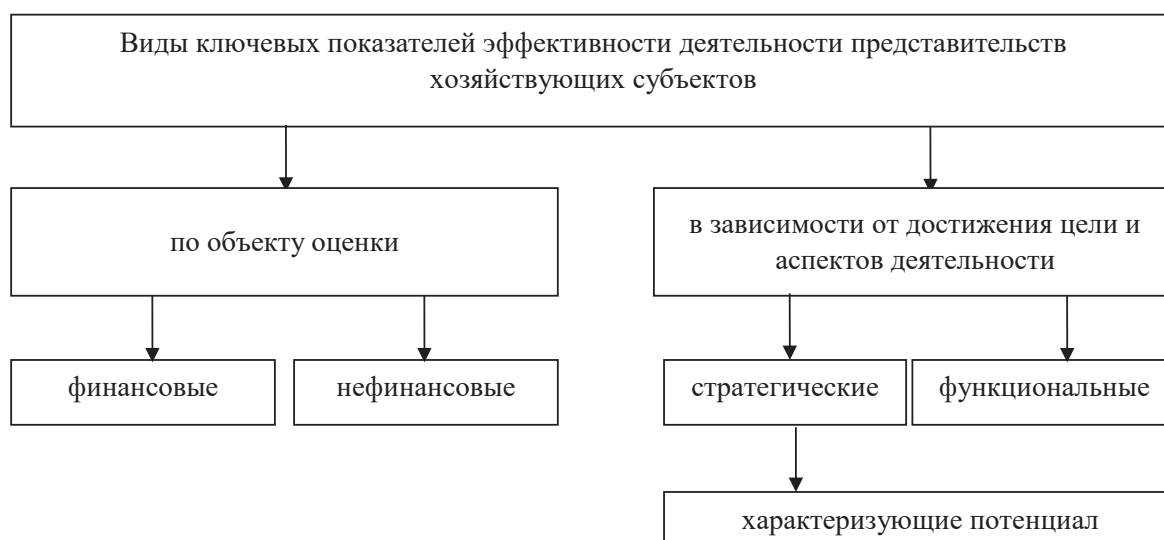 Виды ключевых показателей эффективности деятельности представительств
хозяйствующих субъектов
по объекту оценки
в зависимости от достижения цели и
аспектов деятельности
финансовые
нефинансовые
стратегические
функциональные
характеризующие потенциал